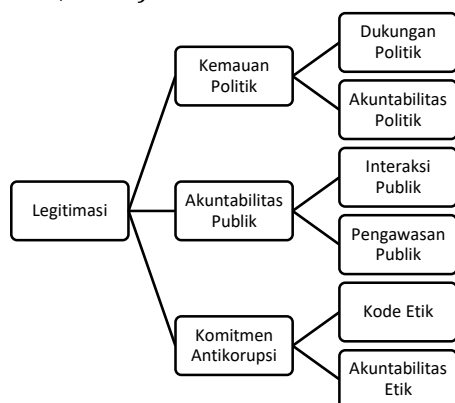 Dukungan
Politik
Kemauan
Politik
Akuntabilitas
Politik
Interaksi
Publik
Legitimasi
Akuntabilitas
Publik
Pengawasan
Publik
Kode Etik
Komitmen
Antikorupsi
Akuntabilitas
Etik